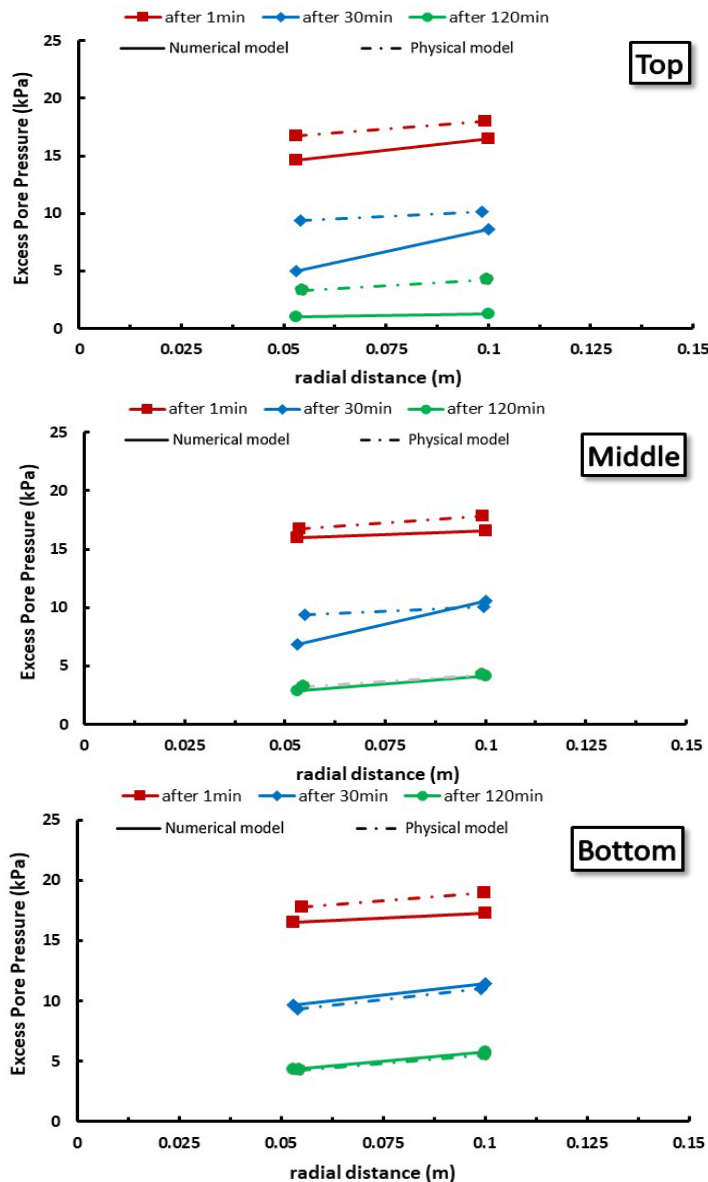 after 1min after 30min after 120min
Numerical model Physical model
Top
Excess Pore Pressure (kPa)
25
20
15
10
5
0
0 0.025 0.05 0.075 0.1 0.125 0.15
radial distance (m)
after 1min after 30min after 120min
Numerical model Physical model
Middle
Excess Pore Pressure (kPa)
25
20
15
10
5
0
0 0.025 0.05 0.075 0.1 0.125 0.15
radial distance (m)
after 1min after 30min after 120min
Numerical model Physical model
Bottom
Excess Pore Pressure (kPa)
25
20
15
10
5
0
0 0.025 0.05 0.075 0.1 0.125 0.15
radial distance (m)